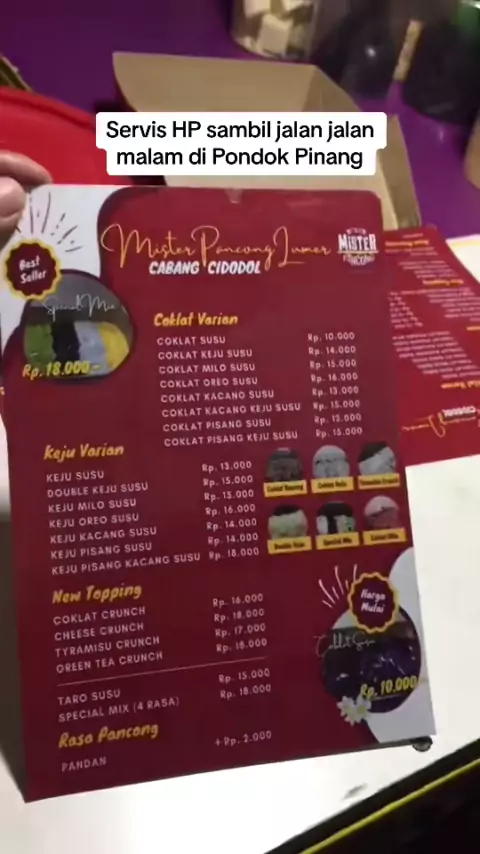 Servis HP sambil jalan jalan
malam di Pondok Pinang
Mister Pancong Lumer
MISTER
CABANG CIDODOL
Best
Seller
Special Mix
Rp. 18.000
Coklat Varian
COKLAT SUSU Rp. 10.000
COKLAT KEJU SUSU Rp. 14.000
COKLAT MILO SUSU Rp. 15.000
COKLAT OREO SUSU Rp. 16.000
COKLAT KACANG SUSU Rp. 13.000
COKLAT KACANG KEJU SUSU Rp. 15.000
COKLAT PISANG SUSU Rp. 13.000
COKLAT PISANG KEJU SUSU Rp. 15.000
Keju Varian
KEJU SUSU Rp. 13.000
DOUBLE KEJU SUSU Rp. 15.000
KEJU MILO SUSU Rp. 15.000
KEJU OREO SUSU Rp. 16.000
KEJU KACANG SUSU Rp. 14.000
KEJU PISANG SUSU Rp. 14.000
KEJU PISANG KACANG SUSU Rp. 18.000
New Topping
COKLAT CRUNCH Rp. 16.000
CHEESE CRUNCH Rp. 18.000
TYRAMISU CRUNCH Rp. 17.000
GREEN TEA CRUNCH Rp. 18.000
TARO SUSU Rp. 15.000
SPECIAL MIX (4 RASA) Rp. 18.000
Rasa Pancong
PANDAN +Rp. 2.000
Special Mix
Harga
Mulai
Coklat Susu
Rp. 10.000
CIDODOL